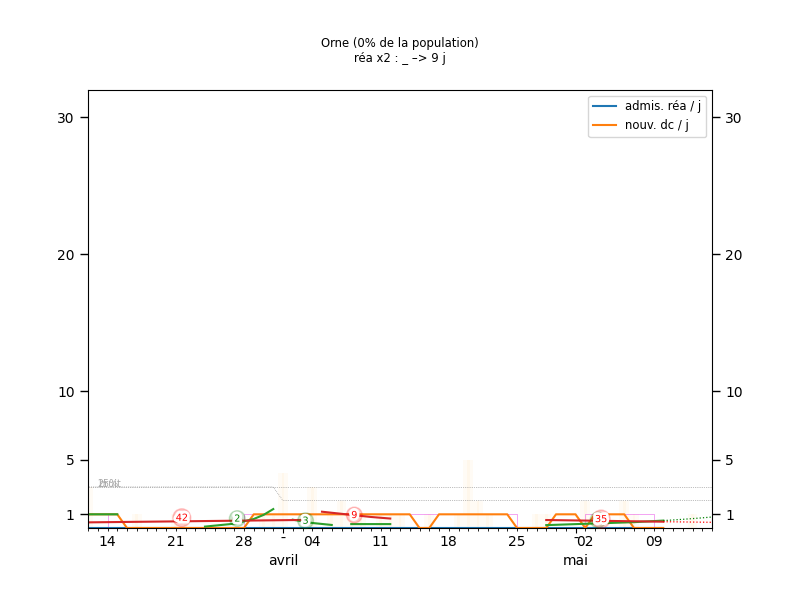 Orne (0% de la population)
réa x2 : _ –> 9 j
admis. réa / j
nouv. dc / j
30 30
20 20
10 10
5 5
1 1
42 2 3 9 35
14 21 28 - 04 11 18 25 - 02 09
avril mai